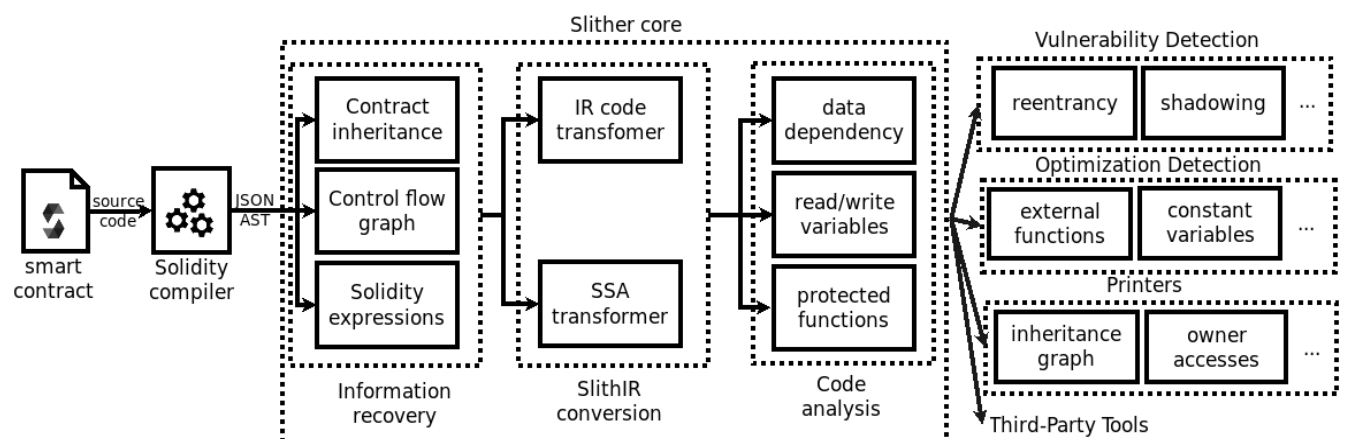 Slither core
smart
contract
source
code
Solidity
compiler
JSON
AST
Contract
inheritance
Control flow
graph
Solidity
expressions
Information
recovery
IR code
transfomer
SSA
transformer
SlithIR
conversion
data
dependency
read/write
variables
protected
functions
Code
analysis
Vulnerability Detection
reentrancy
shadowing
...
Optimization Detection
external
functions
constant
variables
...
Printers
inheritance
graph
owner
accesses
...
Third-Party Tools